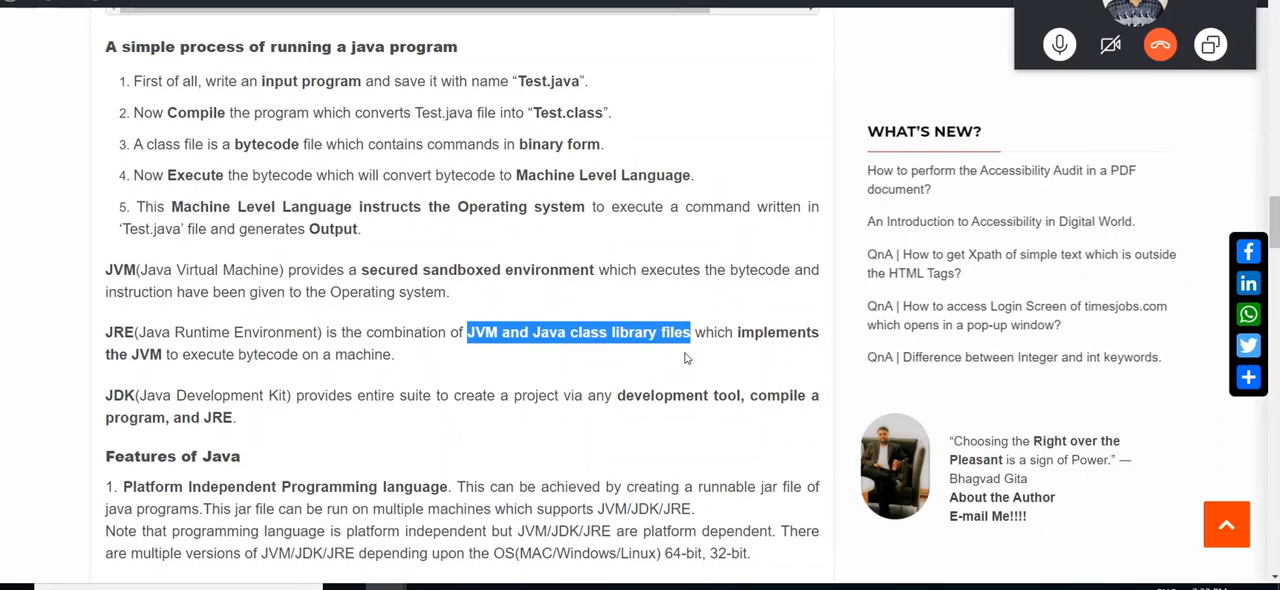 A simple process of running a java program
1. First of all, write an input program and save it with name “Test.java”.
2. Now Compile the program which converts Test.java file into “Test.class”.
3. A class file is a bytecode file which contains commands in binary form.
4. Now Execute the bytecode which will convert bytecode to Machine Level Language.
5. This Machine Level Language instructs the Operating system to execute a command written in
‘Test.java’ file and generates Output.
JVM(Java Virtual Machine) provides a secured sandboxed environment which executes the bytecode and
instruction have been given to the Operating system.
JRE(Java Runtime Environment) is the combination of JVM and Java class library files which implements
the JVM to execute bytecode on a machine.
JDK(Java Development Kit) provides entire suite to create a project via any development tool, compile a
program, and JRE.
Features of Java
1. Platform Independent Programming language. This can be achieved by creating a runnable jar file of
java programs.This jar file can be run on multiple machines which supports JVM/JDK/JRE.
Note that programming language is platform independent but JVM/JDK/JRE are platform dependent. There
are multiple versions of JVM/JDK/JRE depending upon the OS(MAC/Windows/Linux) 64-bit, 32-bit.
WHAT’S NEW?
How to perform the Accessibility Audit in a PDF
document?
An Introduction to Accessibility in Digital World.
QnA | How to get Xpath of simple text which is outside
the HTML Tags?
QnA | How to access Login Screen of timesjobs.com
which opens in a pop-up window?
QnA | Difference between Integer and int keywords.
“Choosing the Right over the
Pleasant is a sign of Power.” —
Bhagvad Gita
About the Author
E-mail Me!!!!